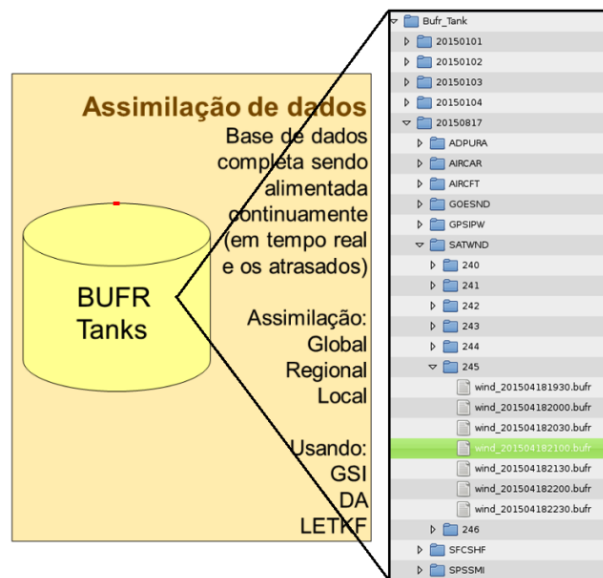 Assimilação de dados
Base de dados
completa sendo
alimentada
continuamente
(em tempo real
e os atrasados)
Assimilação:
Global
Regional
Local
Usando:
GSI
DA
LETKF
BUFR
Tanks
Bufr_Tank
20150101
20150102
20150103
20150104
20150817
ADPURA
AIRCAR
AIRCFT
GOESND
GPSIPW
SATWND
240
241
242
243
244
245
wind_201504181930.bufr
wind_201504182000.bufr
wind_201504182030.bufr
wind_201504182100.bufr
wind_201504182130.bufr
wind_201504182200.bufr
wind_201504182230.bufr
246
SFCSHF
SPSSMI